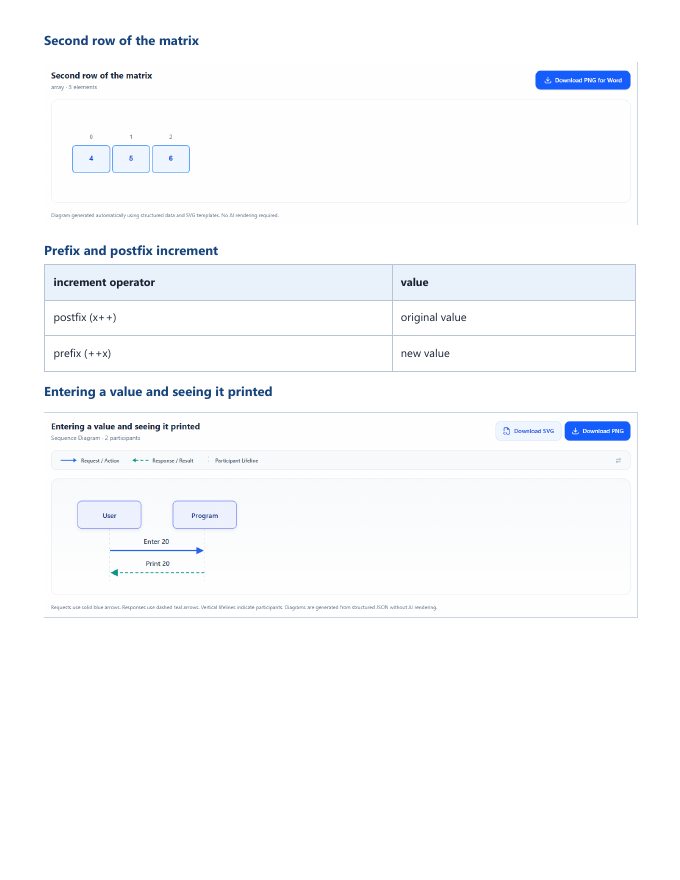 Second row of the matrix
Second row of the matrix
array · 3 elements
Download PNG for Word
0 1 2
4 5 6
Diagram generated automatically using structured data and SVG templates. No AI rendering required.
Prefix and postfix increment
increment operator value
postfix (x++) original value
prefix (++x) new value
Entering a value and seeing it printed
Entering a value and seeing it printed
Sequence Diagram · 2 participants
Download SVG Download PNG
Request / Action Response / Result Participant Lifeline
User Program
Enter 20
Print 20
Requests use solid blue arrows. Responses use dashed teal arrows. Vertical lifelines indicate participants. Diagrams are generated from structured JSON without AI rendering.